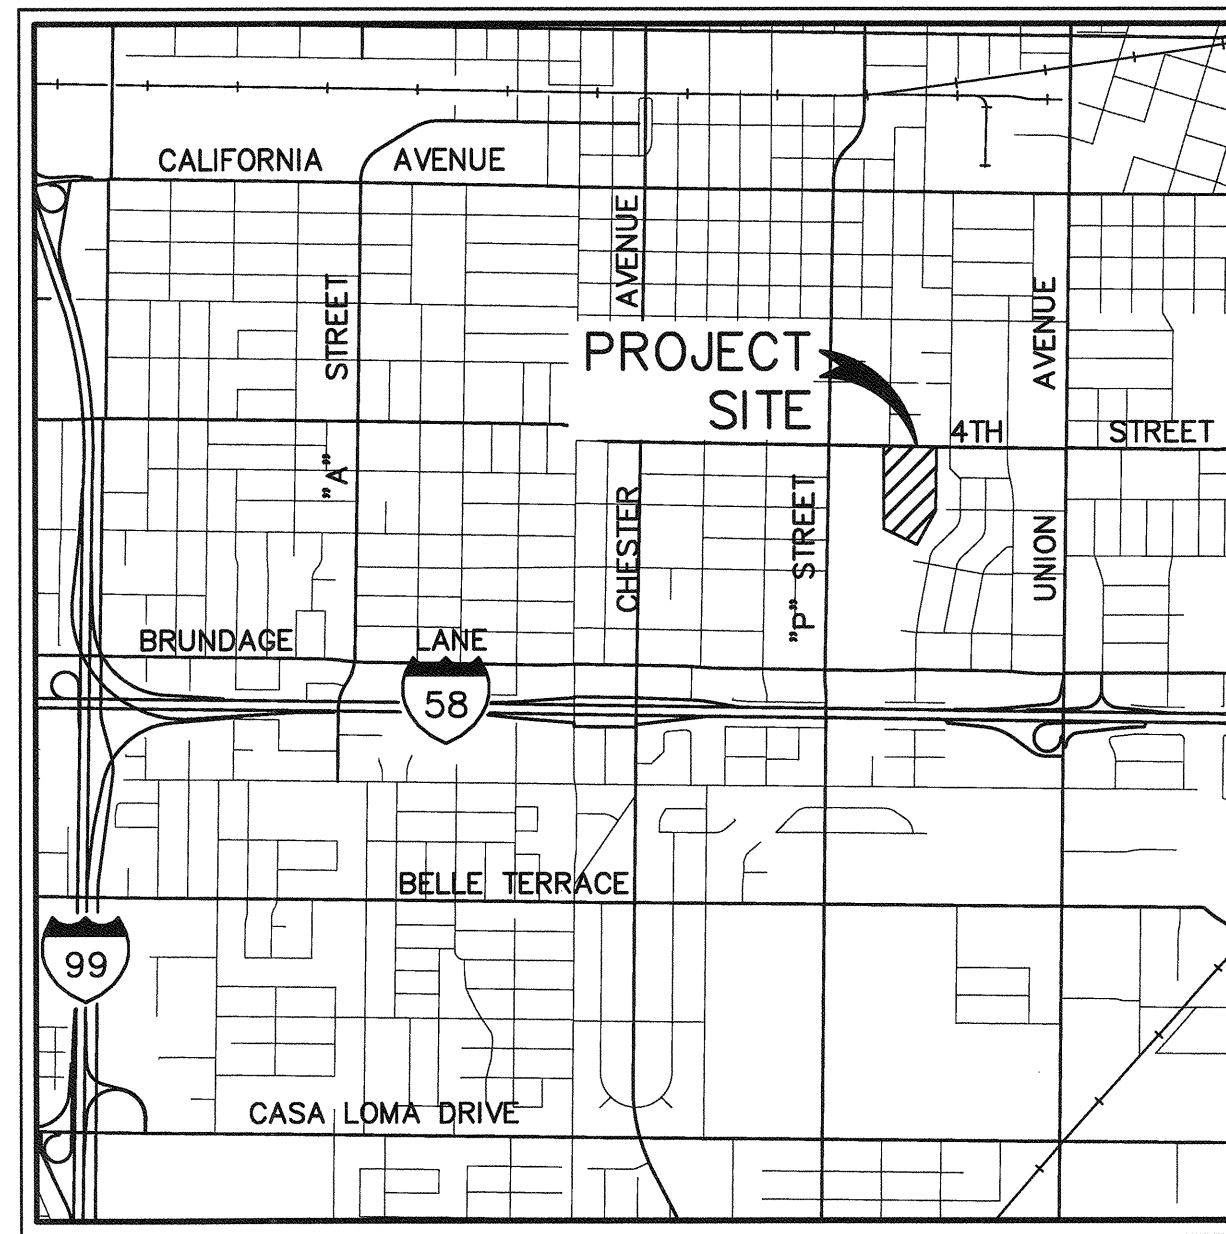 CALIFORNIA AVENUE
AVENUE
STREET
AVENUE
PROJECT
SITE
4TH STREET
"A"
CHESTER
"P" STREET
UNION
BRUNDAGE LANE
58
BELLE TERRACE
99
CASA LOMA DRIVE